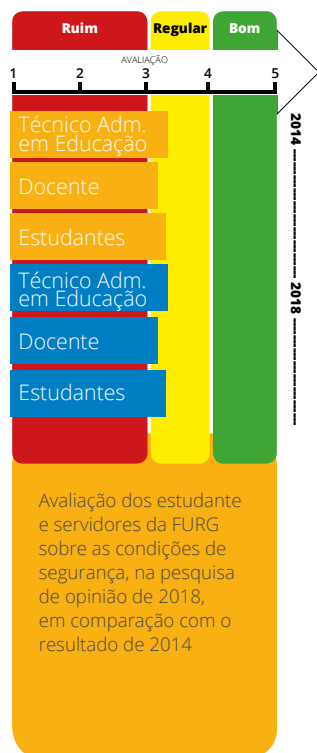 Ruim Regular Bom
AVALIAÇÃO
1 2 3 4 5
Técnico Adm.
em Educação
Docente
Estudantes
2014
Técnico Adm.
em Educação
Docente
Estudantes
2018
Avaliação dos estudante
e servidores da FURG
sobre as condições de
segurança, na pesquisa
de opinião de 2018,
em comparação com o
resultado de 2014